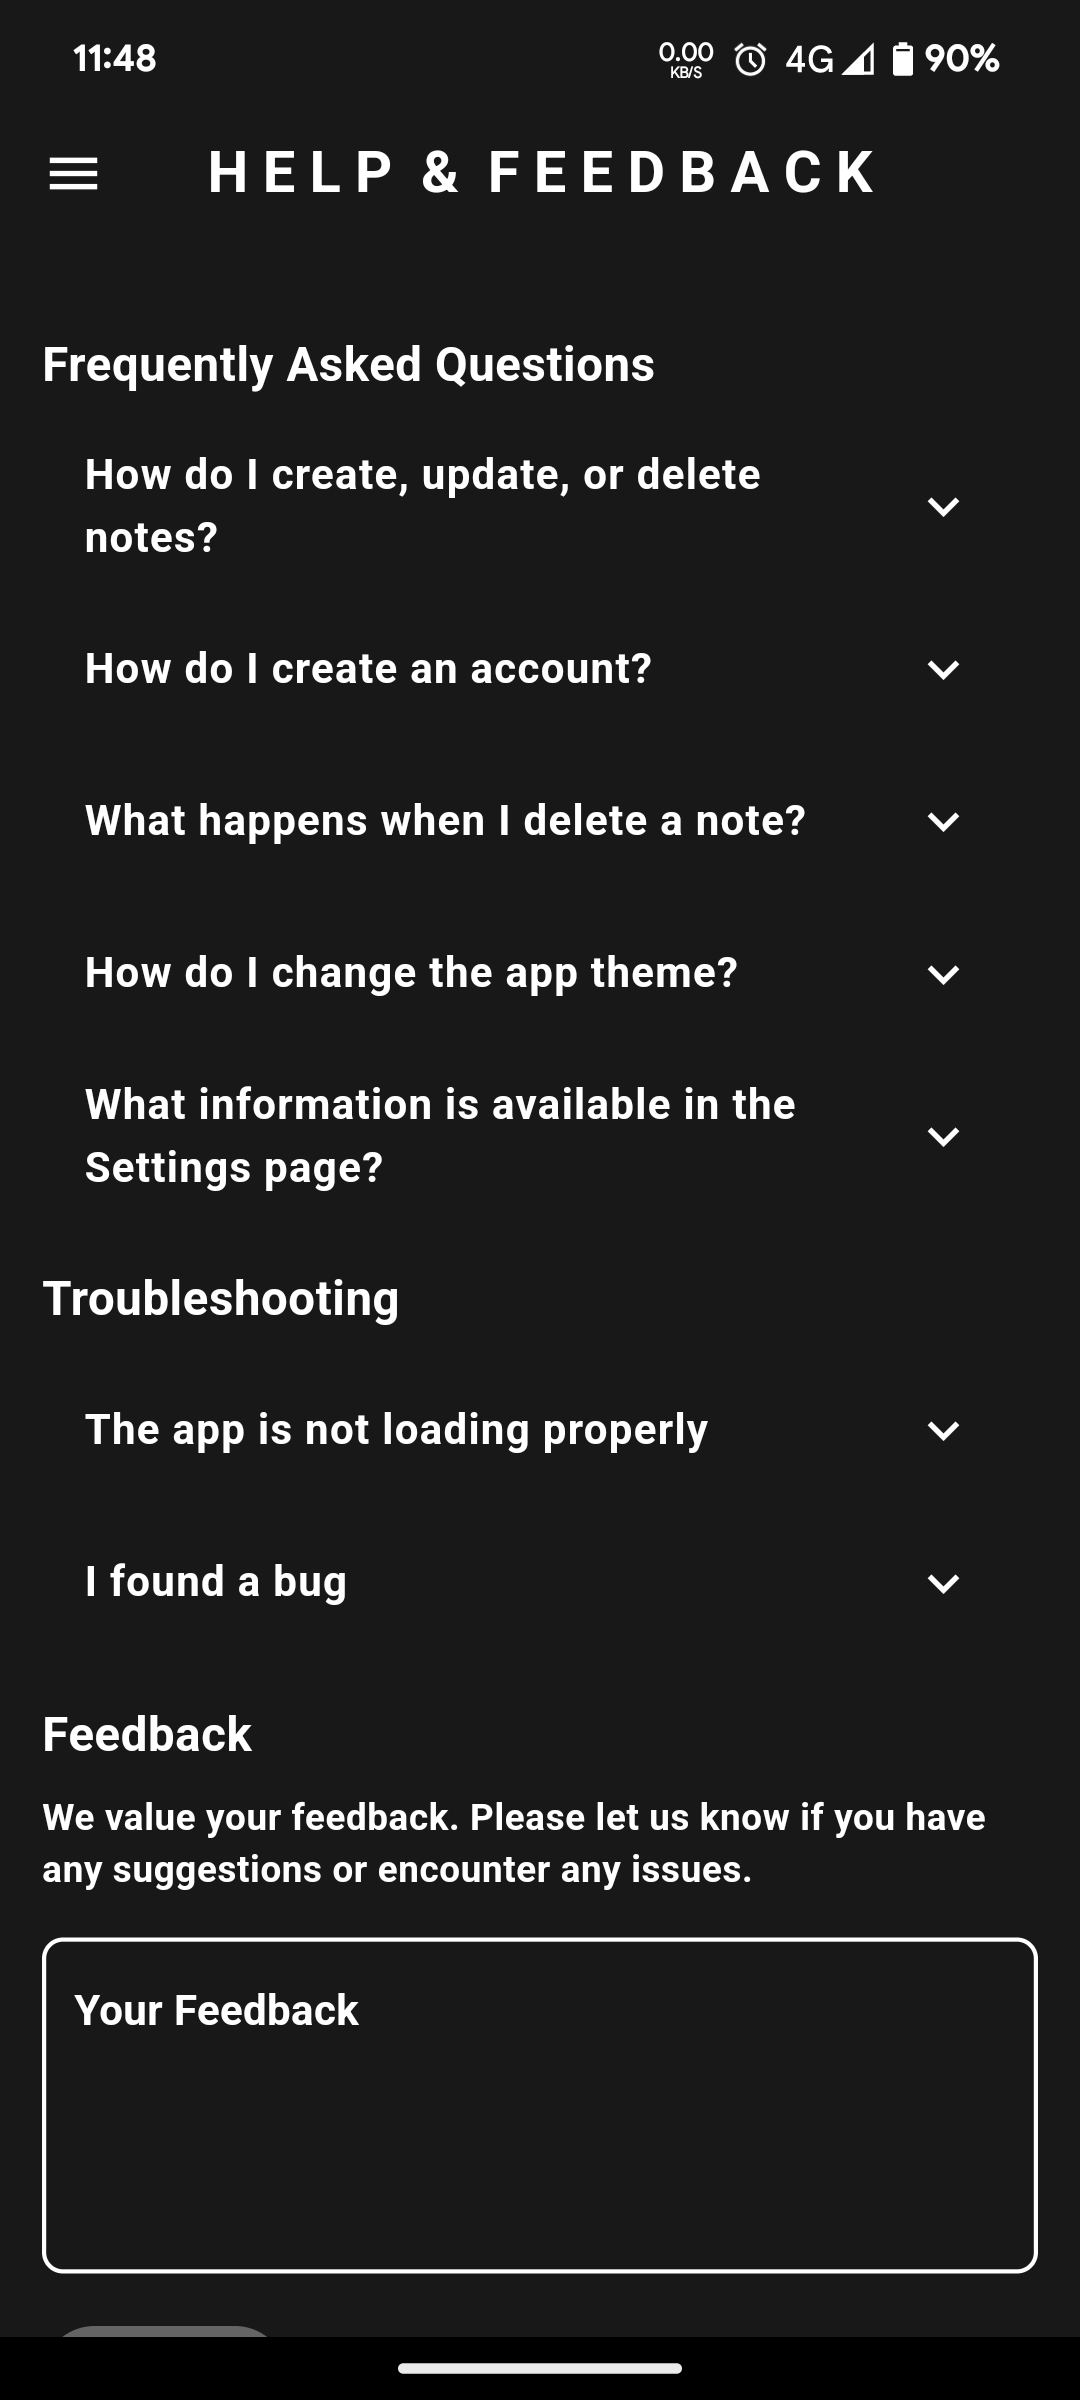 11:48
0.00
KB/S
4G
90%
HELP & FEEDBACK
Frequently Asked Questions
How do I create, update, or delete
notes?
How do I create an account?
What happens when I delete a note?
How do I change the app theme?
What information is available in the
Settings page?
Troubleshooting
The app is not loading properly
I found a bug
Feedback
We value your feedback. Please let us know if you have
any suggestions or encounter any issues.
Your Feedback